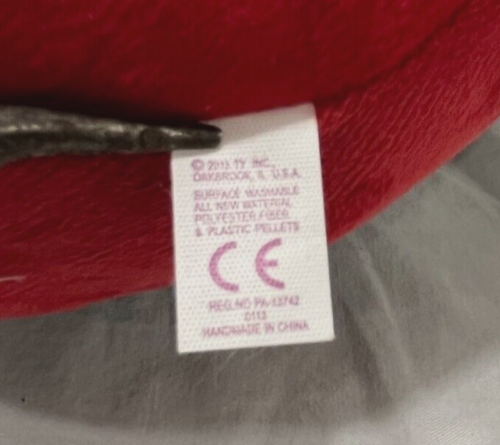 © 2013 TY INC.,
OAKBROOK, IL U.S.A.
SURFACE WASHABLE
ALL NEW MATERIAL
POLYESTER FIBER
& PLASTIC PELLETS
CE
REG.NO PA-13742
0113
HANDMADE IN CHINA